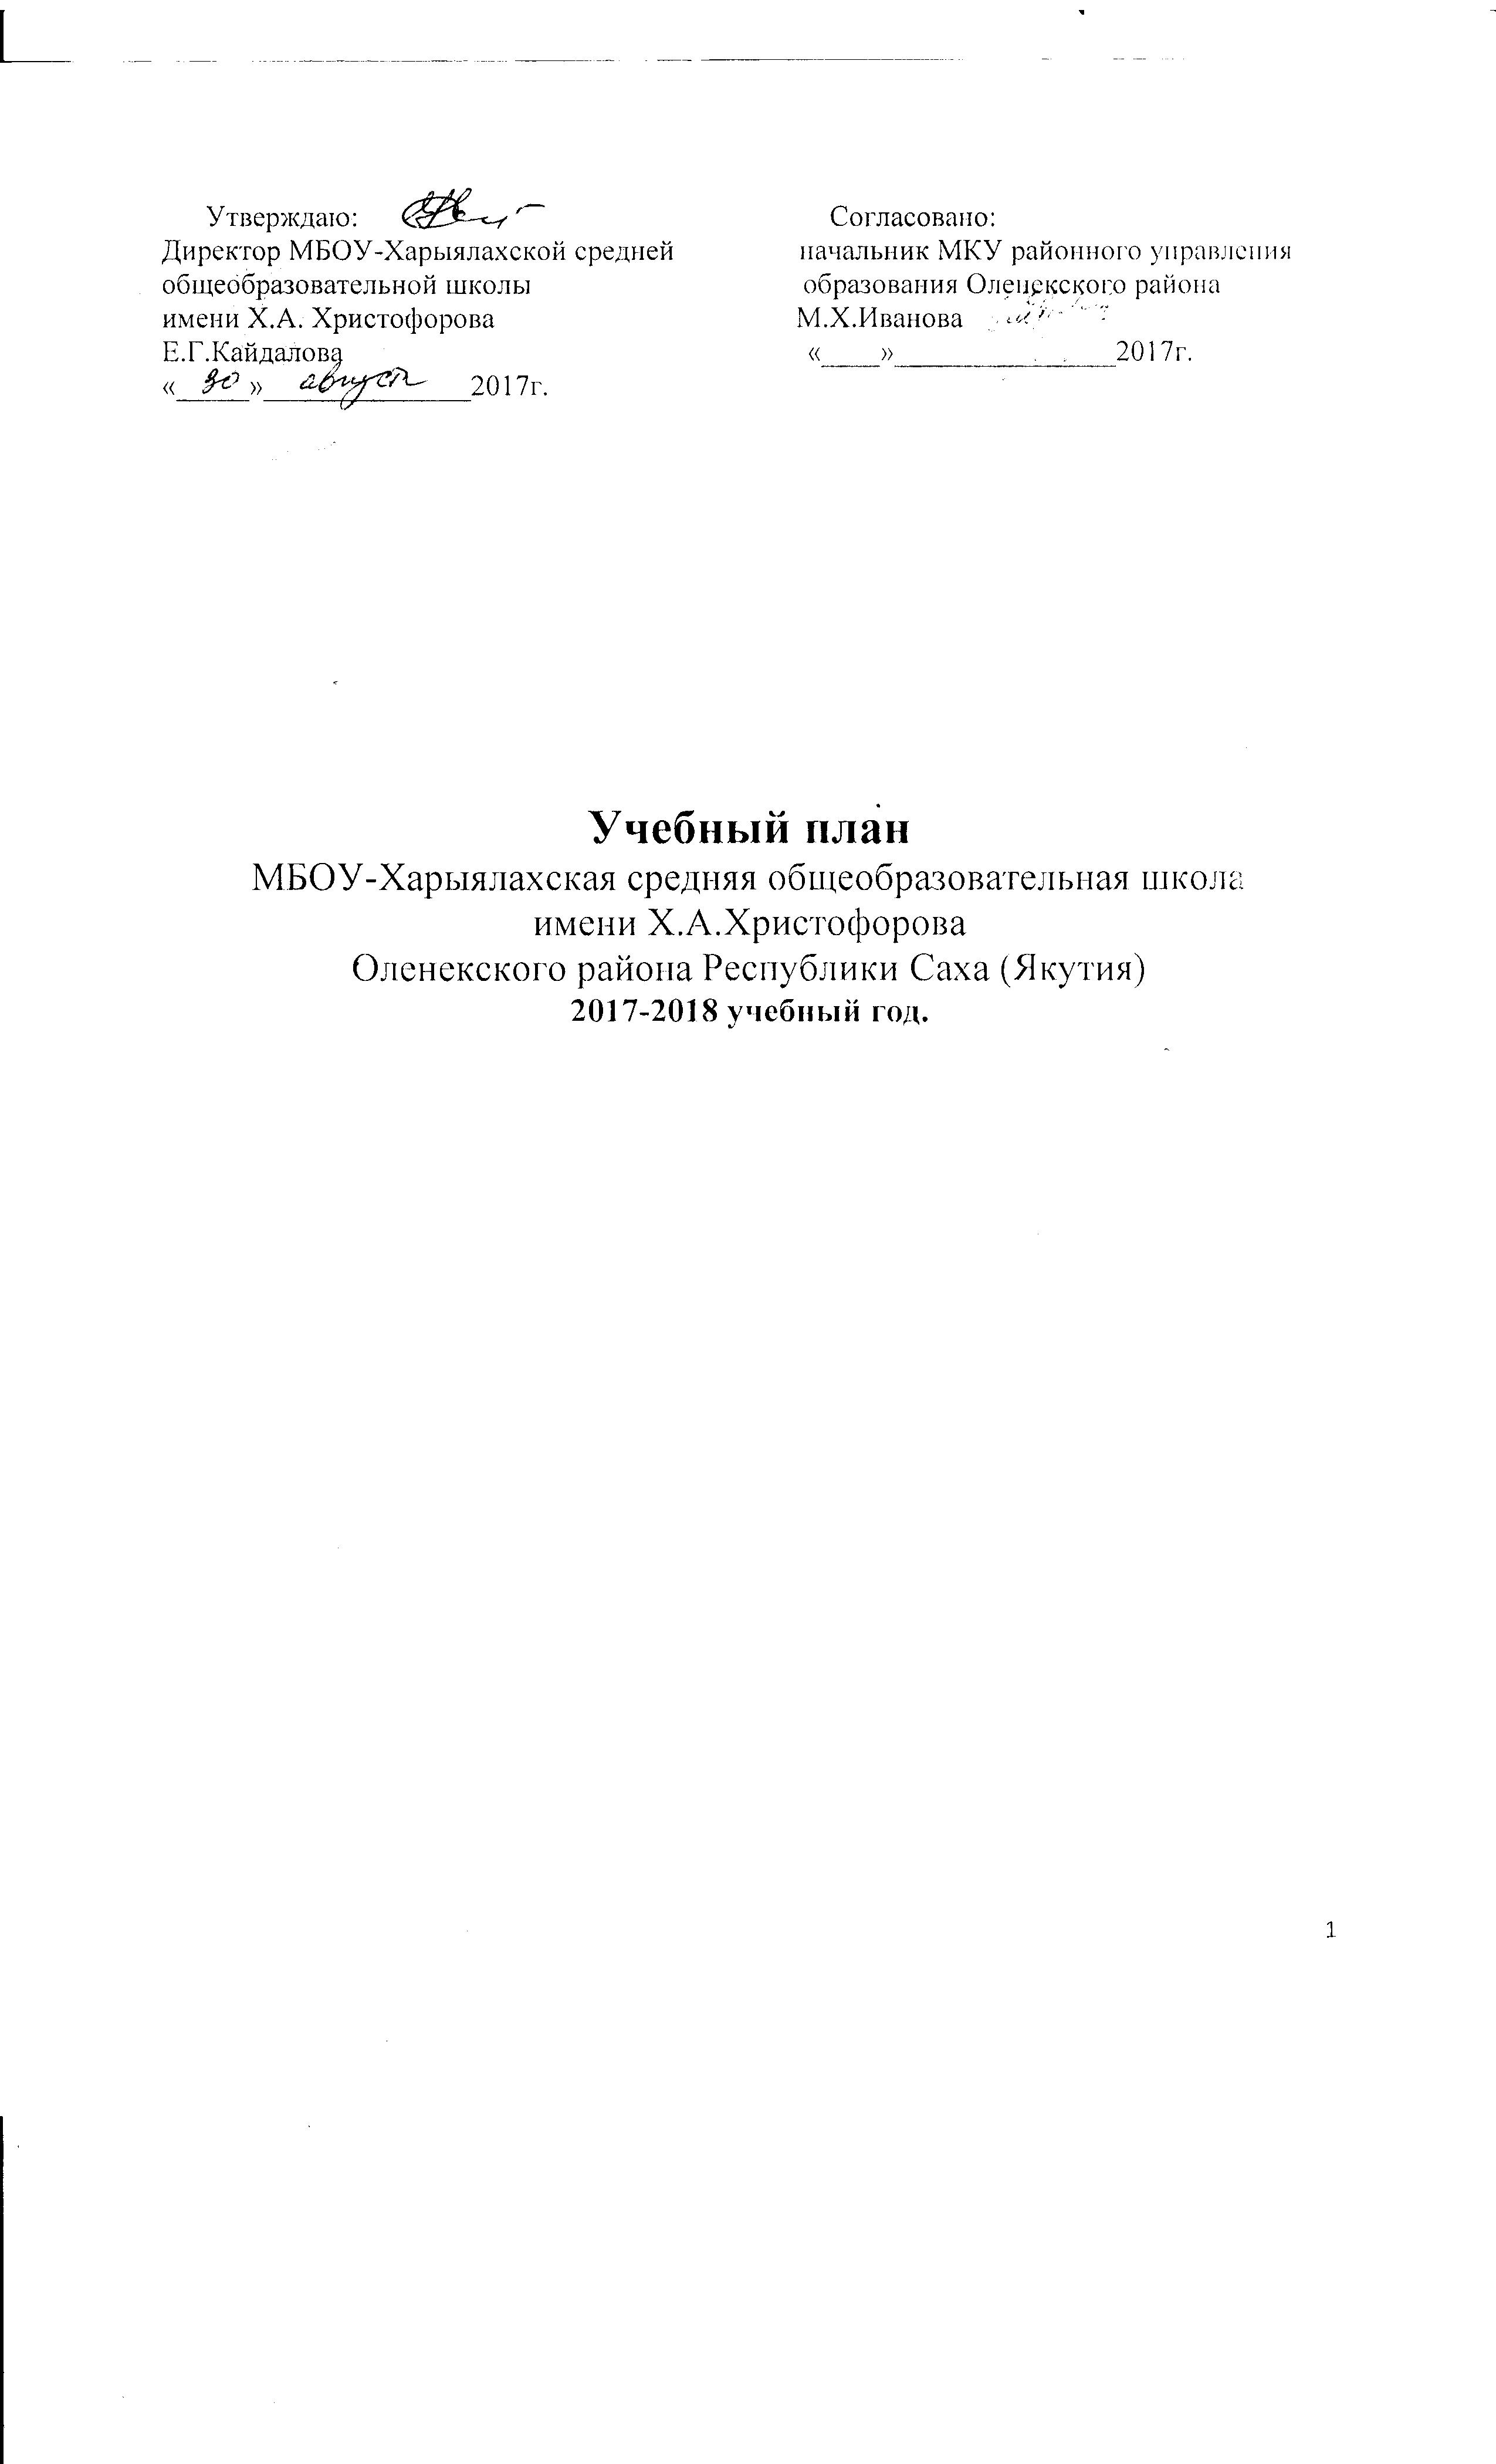 Утверждаю:
Директор МБОУ-Харыялахской средней
общеобразовательной школы
имени Х.А. Христофорова
Е.Г.Кайдалова
«30» август 2017г.
Согласовано:
начальник МКУ районного управления
образования Оленекского района
М.Х.Иванова
«____»_______________2017г.
Учебный план
МБОУ-Харыялахская средняя общеобразовательная школа
имени Х.А.Христофорова
Оленекского района Республики Саха (Якутия)
2017-2018 учебный год.
1